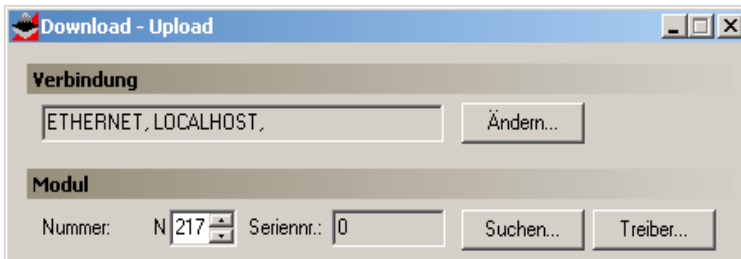 Download - Upload
Verbindung
ETHERNET, LOCALHOST,
Ändern...
Modul
Nummer: N 217 Seriennr.: 0 Suchen... Treiber...